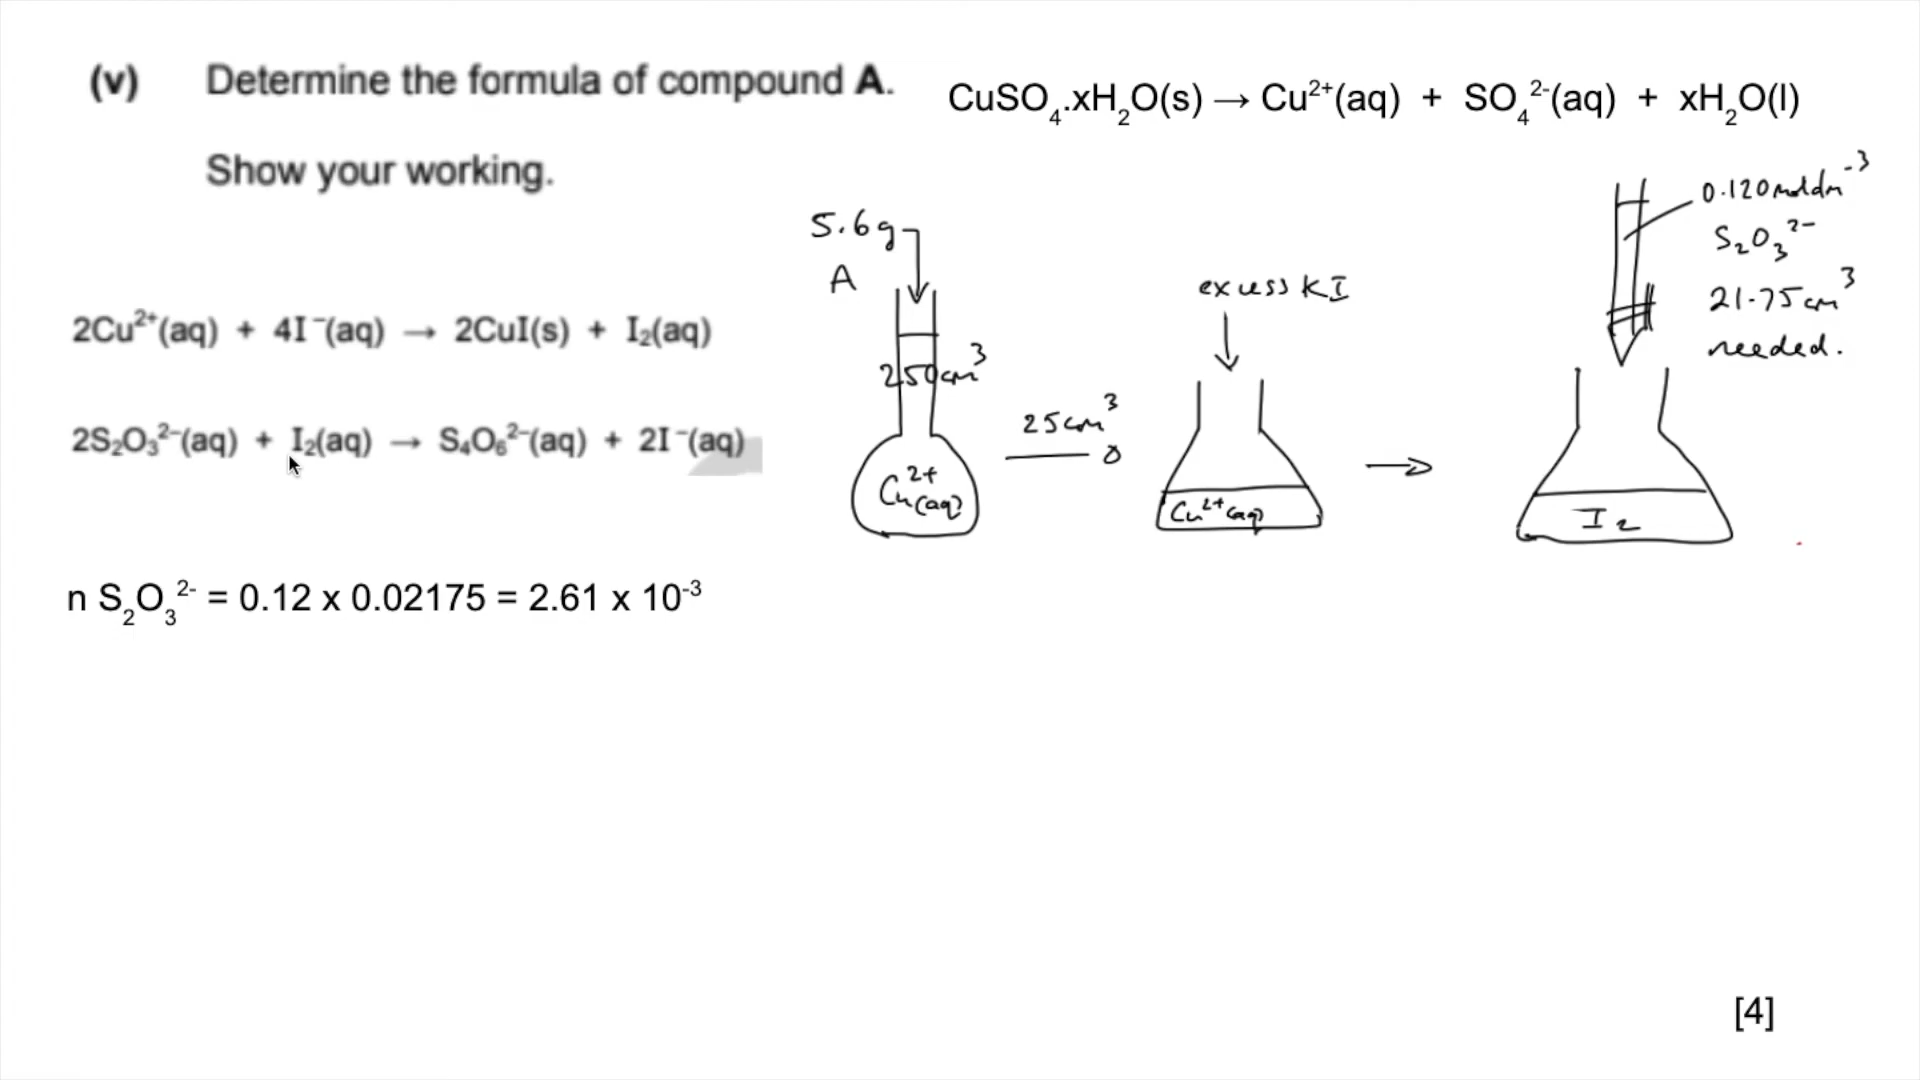 (v) Determine the formula of compound A.
CuSO₄.xH₂O(s) → Cu²⁺(aq) + SO₄²⁻(aq) + xH₂O(l)
Show your working.
2Cu²⁺(aq) + 4I⁻(aq) → 2CuI(s) + I₂(aq)
2S₂O₃²⁻(aq) + I₂(aq) → S₄O₆²⁻(aq) + 2I⁻(aq)
5.6g
A
250cm³
Cu²⁺(aq)
25cm³
excess KI
Cu²⁺(aq)
0.120moldm⁻³
S₂O₃²⁻
21.75cm³
needed.
I₂
n S₂O₃²⁻ = 0.12 x 0.02175 = 2.61 x 10⁻³
[4]